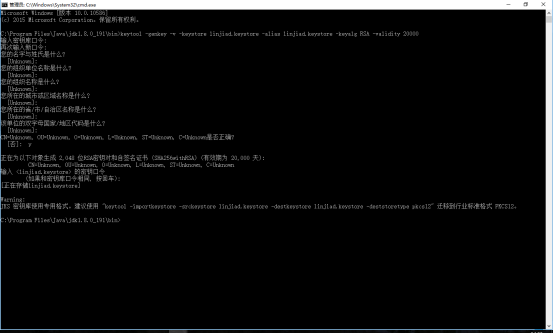 管理员: C:\Windows\System32\cmd.exe
Microsoft Windows [版本 10.0.10586]
(c) 2015 Microsoft Corporation。保留所有权利。
C:\Program Files\Java\jdk1.8.0_191\bin>keytool -genkey -v -keystore linjiad.keystore -alias linjiad.keystore -keyalg RSA -validity 20000
输入密钥库口令:
再次输入新口令:
您的名字与姓氏是什么?
[Unknown]:
您的组织单位名称是什么?
[Unknown]:
您的组织名称是什么?
[Unknown]:
您所在的城市或区域名称是什么?
[Unknown]:
您所在的省/市/自治区名称是什么?
[Unknown]:
该单位的双字母国家/地区代码是什么?
[Unknown]:
CN=Unknown, OU=Unknown, O=Unknown, L=Unknown, ST=Unknown, C=Unknown是否正确?
[否]: y
正在为以下对象生成 2,048 位RSA密钥对和自签名证书 (SHA256withRSA) (有效期为 20,000 天):
CN=Unknown, OU=Unknown, O=Unknown, L=Unknown, ST=Unknown, C=Unknown
输入 <linjiad.keystore> 的密钥口令
(如果和密钥库口令相同, 按回车):
[正在存储linjiad.keystore]
Warning:
JKS 密钥库使用专用格式。建议使用 "keytool -importkeystore -srckeystore linjiad.keystore -destkeystore linjiad.keystore -deststoretype pkcs12" 迁移到行业标准格式 PKCS12。
C:\Program Files\Java\jdk1.8.0_191\bin>